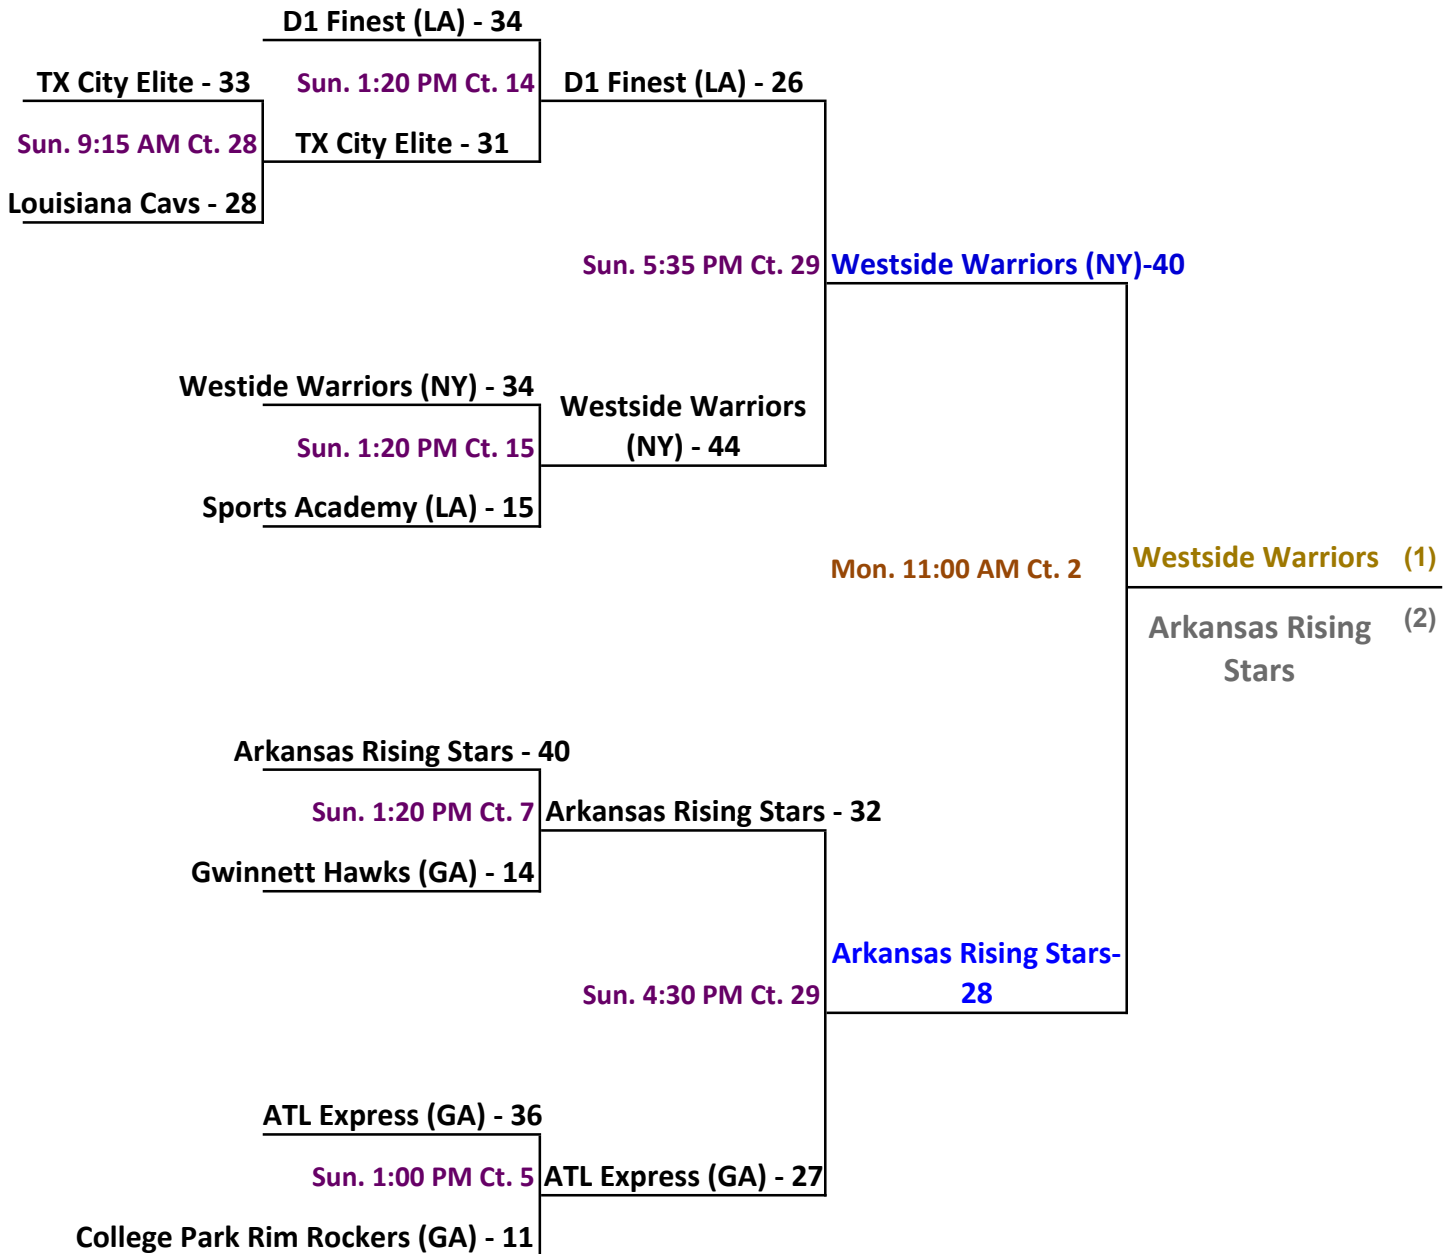 D1 Finest (LA) - 34
TX City Elite - 33
Sun. 1:20 PM Ct. 14
D1 Finest (LA) - 26
Sun. 9:15 AM Ct. 28
TX City Elite - 31
Louisiana Cavs - 28
Sun. 5:35 PM Ct. 29
Westside Warriors (NY)-40
Westide Warriors (NY) - 34
Westside Warriors
(NY) - 44
Sun. 1:20 PM Ct. 15
Sports Academy (LA) - 15
Mon. 11:00 AM Ct. 2
Westside Warriors (1)
Arkansas Rising (2)
Stars
Arkansas Rising Stars - 40
Sun. 1:20 PM Ct. 7
Arkansas Rising Stars - 32
Gwinnett Hawks (GA) - 14
Arkansas Rising Stars-
28
Sun. 4:30 PM Ct. 29
ATL Express (GA) - 36
Sun. 1:00 PM Ct. 5
ATL Express (GA) - 27
College Park Rim Rockers (GA) - 11